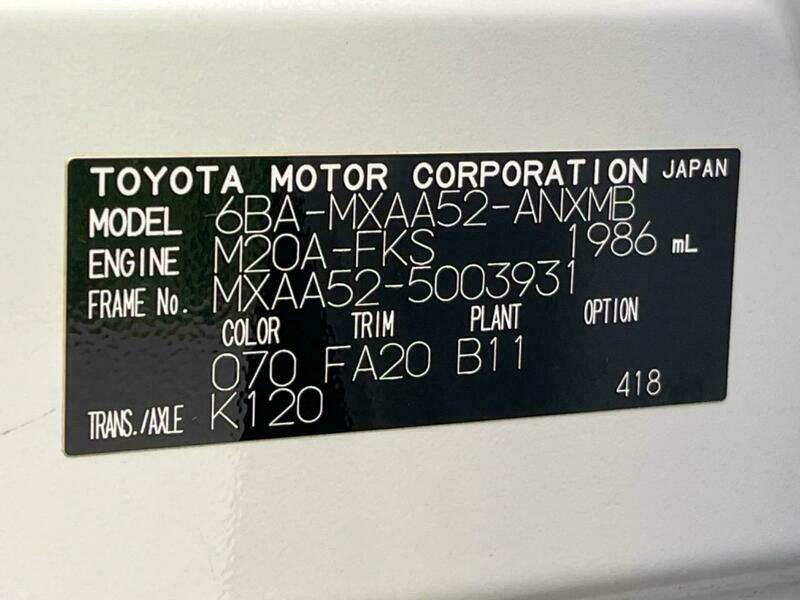 TOYOTA MOTOR CORPORATION JAPAN
MODEL 6BA-MXAA52-ANXMB
ENGINE M20A-FKS 1986 mL
FRAME No. MXAA52-5003931
COLOR TRIM PLANT OPTION
070 FA20 B11
TRANS./AXLE K120 418